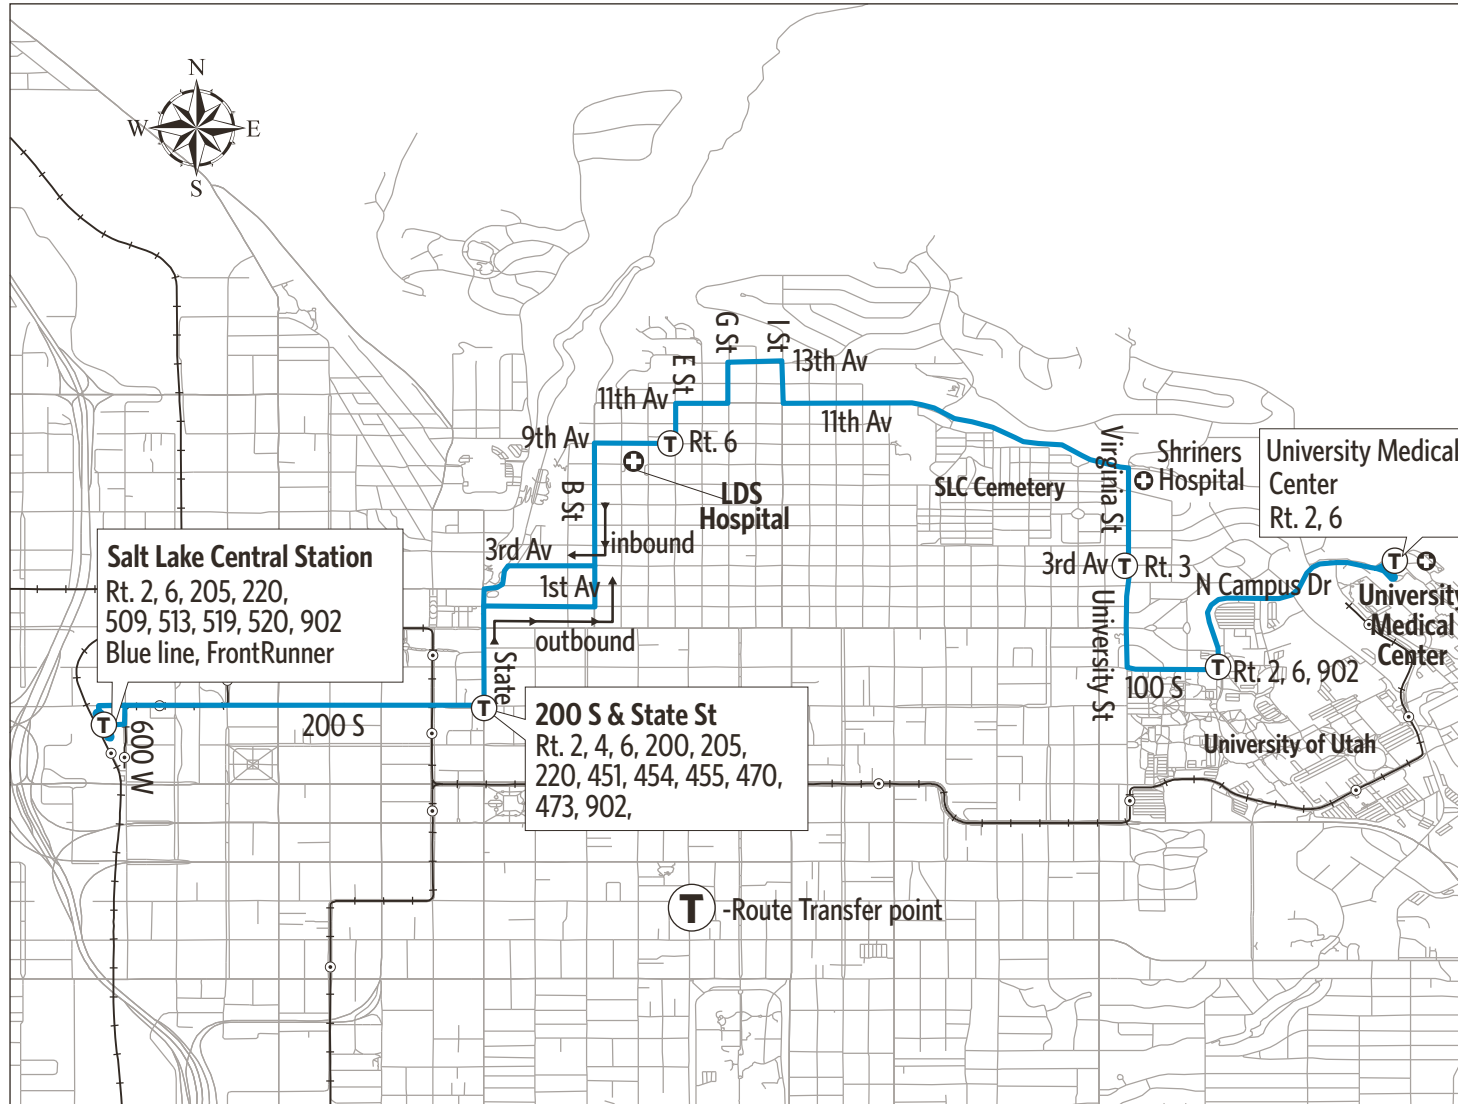 N
W
E
S
G St
I St
13th Av
E St
11th Av
11th Av
9th Av
T
Rt. 6
B St
LDS
Hospital
Virginia St
Shriners
Hospital
SLC Cemetery
University Medical
Center
Rt. 2, 6
Salt Lake Central Station
Rt. 2, 6, 205, 220,
509, 513, 519, 520, 902
Blue line, FrontRunner
3rd Av
inbound
1st Av
outbound
State
3rd Av
T
Rt. 3
N Campus Dr
T
University
Medical
Center
University St
100 S
T
Rt. 2, 6, 902
T
600 W
200 S
T
200 S & State St
Rt. 2, 4, 6, 200, 205,
220, 451, 454, 455, 470,
473, 902,
University of Utah
T -Route Transfer point